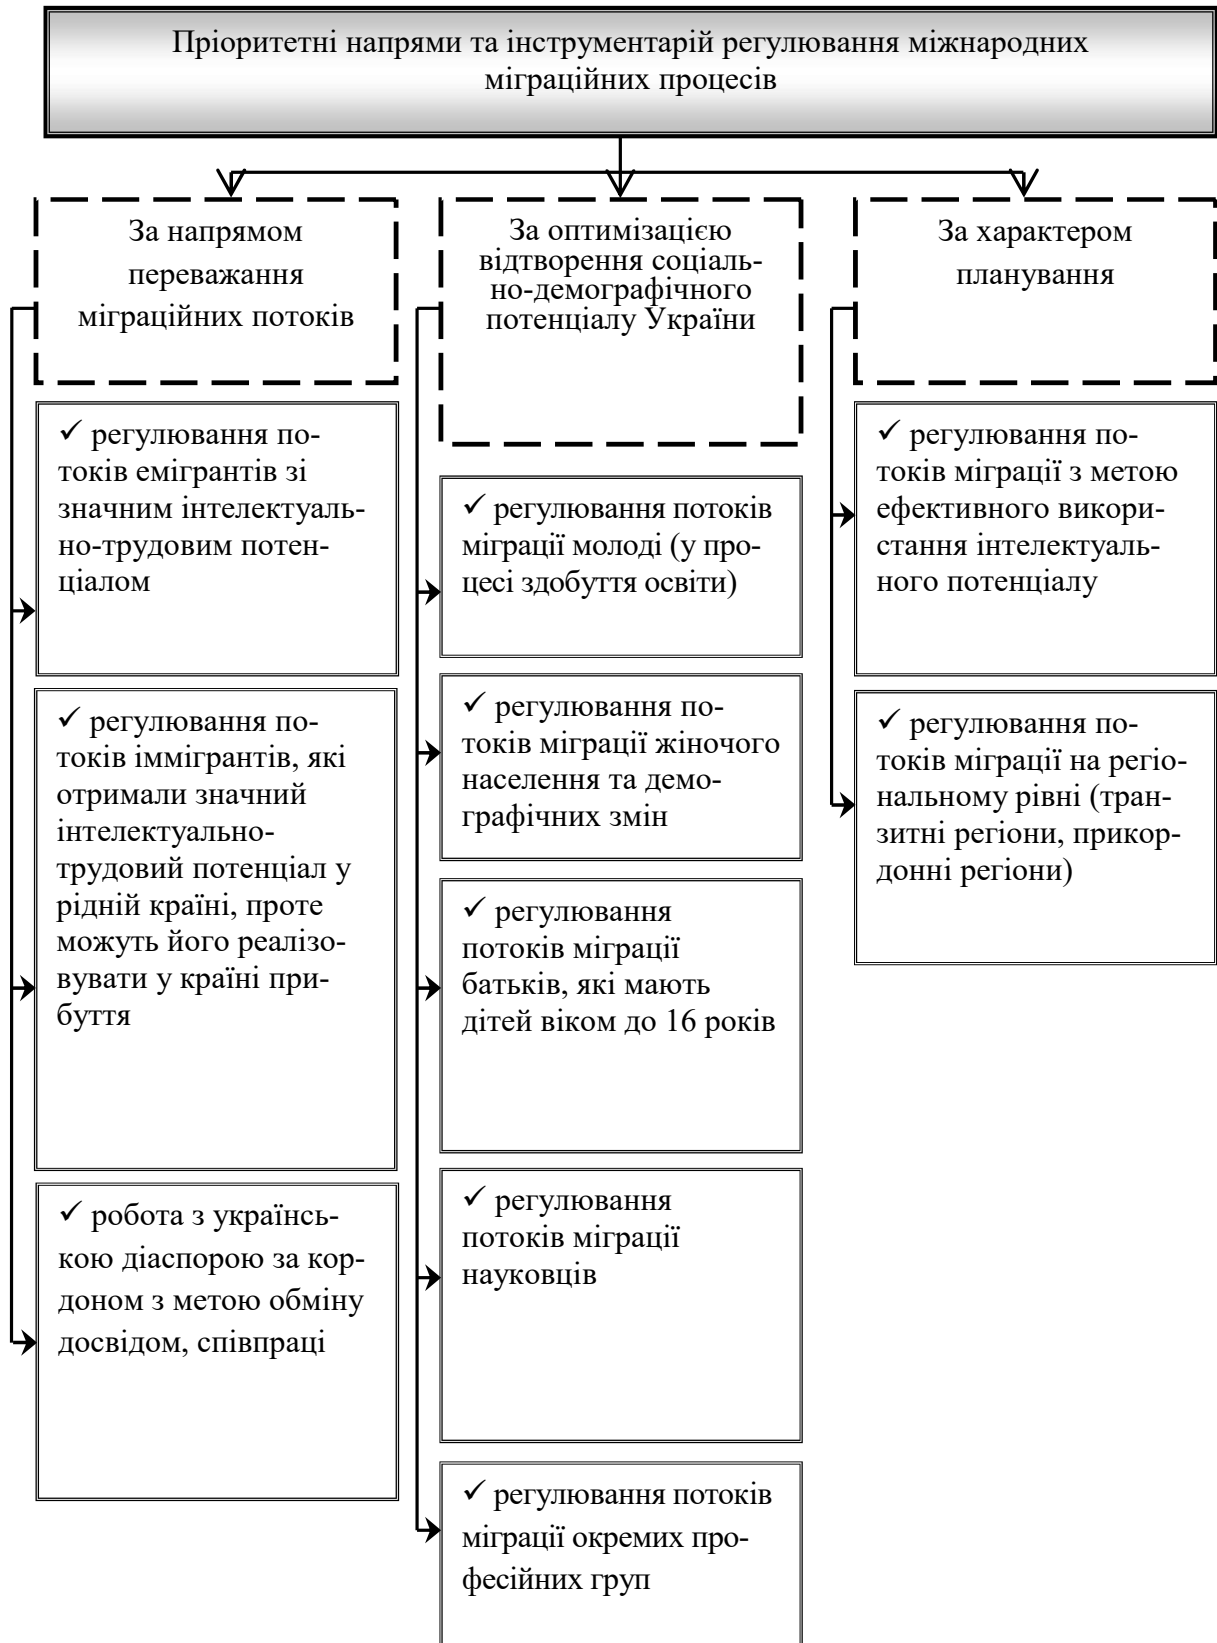 Пріоритетні напрями та інструментарій регулювання міжнародних
міграційних процесів
За напрямом
переважання
міграційних потоків
✓ регулювання по-
токів емігрантів зі
значним інтелектуаль-
но-трудовим потен-
ціалом
✓ регулювання по-
токів іммігрантів, які
отримали значний
інтелектуально-
трудовий потенціал у
рідній країні, проте
можуть його реалізо-
вувати у країні при-
буття
✓ робота з українсь-
кою діаспорою за кор-
доном з метою обміну
досвідом, співпраці
За оптимізацією
відтворення соціаль-
но-демографічного
потенціалу України
✓ регулювання потоків
міграції молоді (у про-
цесі здобуття освіти)
✓ регулювання по-
токів міграції жіночого
населення та демо-
графічних змін
✓ регулювання
потоків міграції
батьків, які мають
дітей віком до 16 років
✓ регулювання
потоків міграції
науковців
✓ регулювання потоків
міграції окремих про-
фесійних груп
За характером
планування
✓ регулювання по-
токів міграції з метою
ефективного викори-
стання інтелектуаль-
ного потенціалу
✓ регулювання по-
токів міграції на регіо-
нальному рівні (тран-
зитні регіони, прикор-
донні регіони)